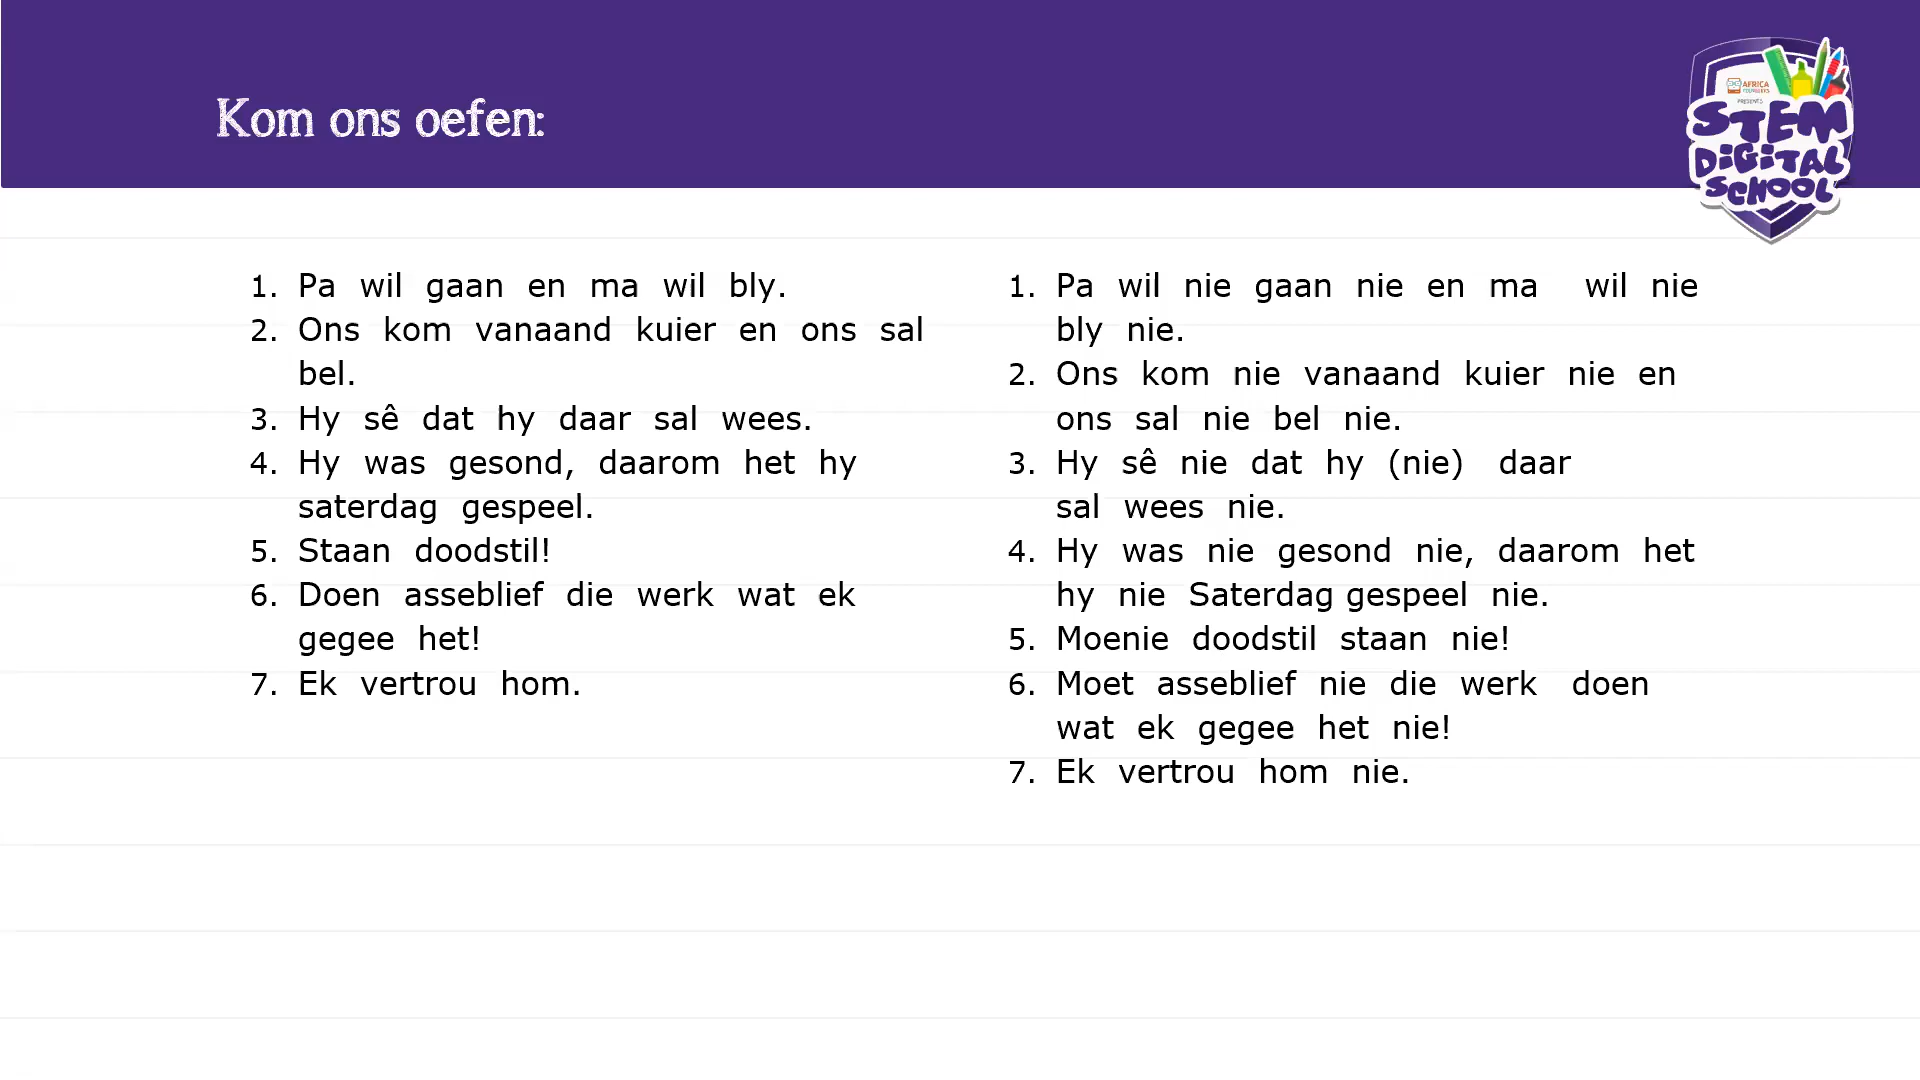 Kom ons oefen:
AFRICA
TEEN GEEKS
PRESENTS
STEM
DIGITAL
SCHOOL
1. Pa wil gaan en ma wil bly.
2. Ons kom vanaand kuier en ons sal
bel.
3. Hy sê dat hy daar sal wees.
4. Hy was gesond, daarom het hy
saterdag gespeel.
5. Staan doodstil!
6. Doen asseblief die werk wat ek
gegee het!
7. Ek vertrou hom.
1. Pa wil nie gaan nie en ma wil nie
bly nie.
2. Ons kom nie vanaand kuier nie en
ons sal nie bel nie.
3. Hy sê nie dat hy (nie) daar
sal wees nie.
4. Hy was nie gesond nie, daarom het
hy nie Saterdag gespeel nie.
5. Moenie doodstil staan nie!
6. Moet asseblief nie die werk doen
wat ek gegee het nie!
7. Ek vertrou hom nie.